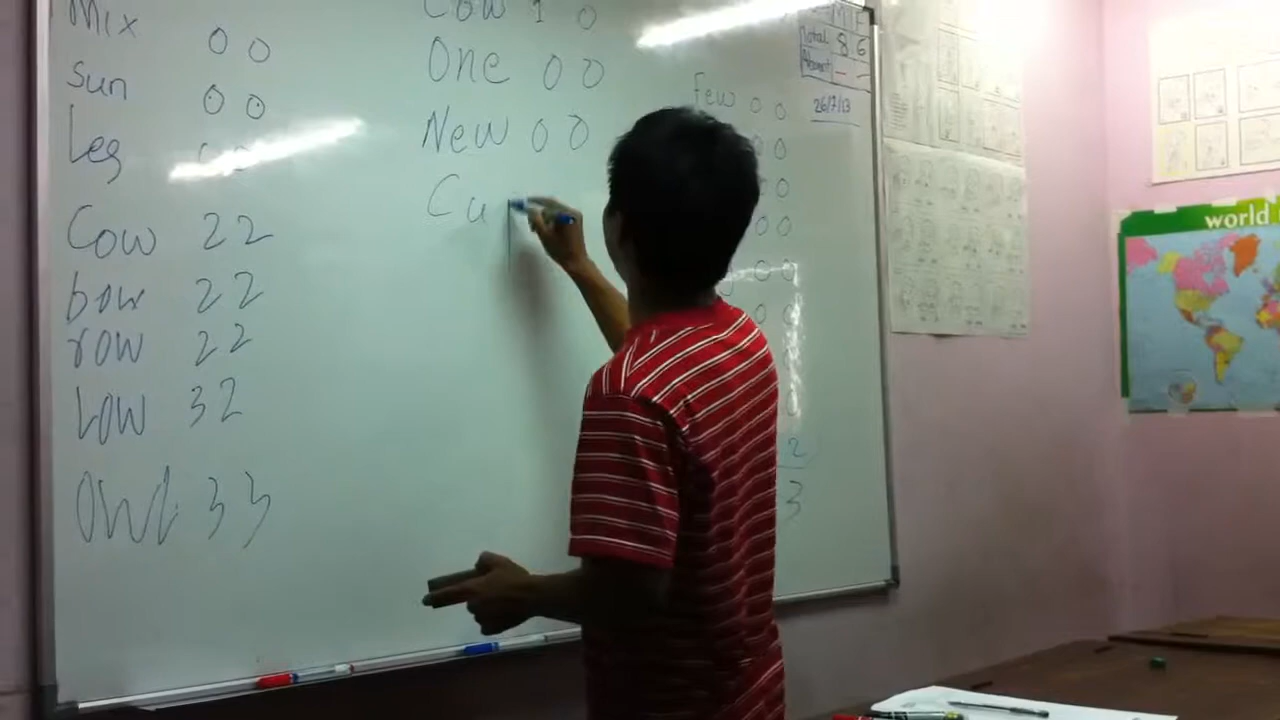 Mix 0 0
Sun 0 0
Leg
Cow 2 2
bow 2 2
row 2 2
Low 3 2
Owl 3 3
Cow 1 0
One 0 0
New 0 0
Cu
Few 0 0
0
0
0 0
0 0
0
2
3
M F
Total 8 6
Absent - -
26/7/13
world